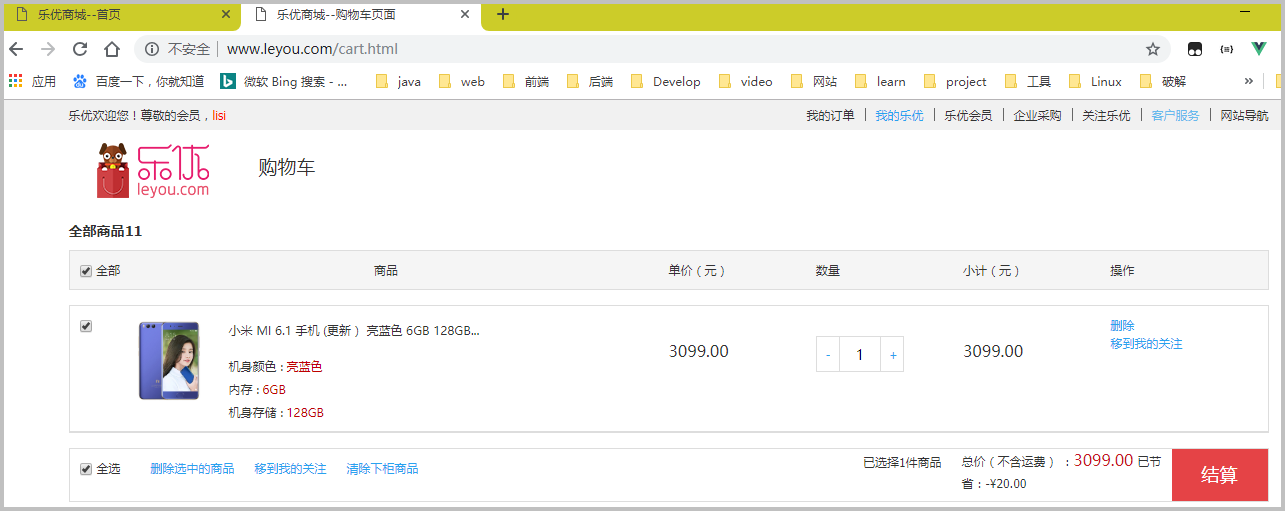 乐优商城--首页 乐优商城--购物车页面
不安全 www.leyou.com/cart.html
应用 百度一下，你就知道 微软 Bing 搜索 - ... java web 前端 后端 Develop video 网站 learn project 工具 Linux 破解 »
乐优欢迎您！尊敬的会员，lisi 我的订单 我的乐优 乐优会员 企业采购 关注乐优 客户服务 网站导航
乐优
leyou.com
购物车
全部商品11
全部 商品 单价（元） 数量 小计（元） 操作
小米 MI 6.1 手机 (更新 ） 亮蓝色 6GB 128GB...
机身颜色：亮蓝色
内存：6GB
机身存储：128GB
3099.00 - 1 + 3099.00
删除
移到我的关注
全选 删除选中的商品 移到我的关注 清除下柜商品
已选择1件商品
总价（不含运费）：3099.00 已节
省：-¥20.00
结算